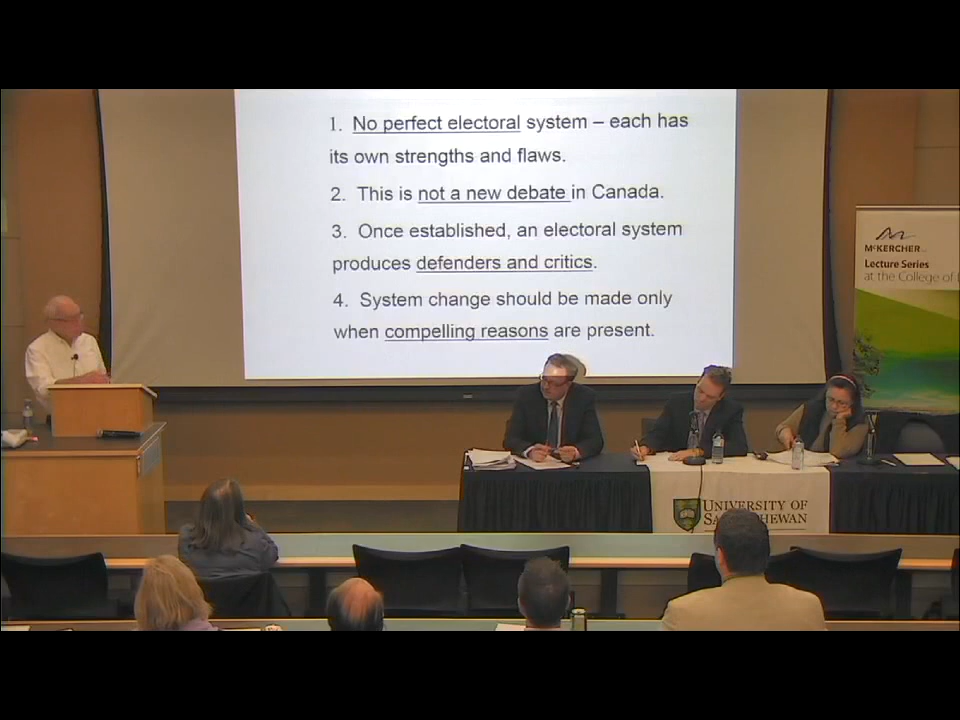 1. No perfect electoral system – each has
its own strengths and flaws.
2. This is not a new debate in Canada.
3. Once established, an electoral system
produces defenders and critics.
4. System change should be made only
when compelling reasons are present.
MCKERCHER
Lecture Series
at the College of
UNIVERSITY OF